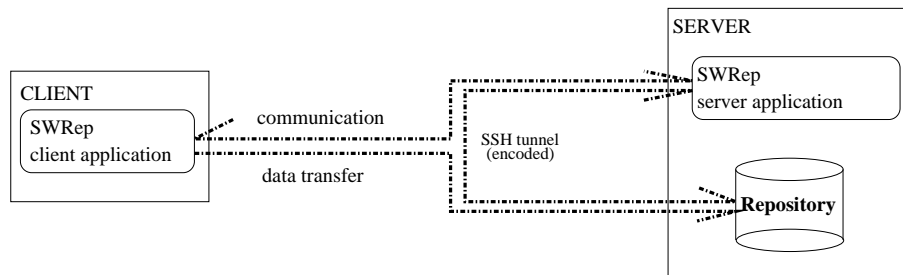 SERVER
SWRep
server application
CLIENT
SWRep
client application
communication
data transfer
SSH tunnel
(encoded)
Repository